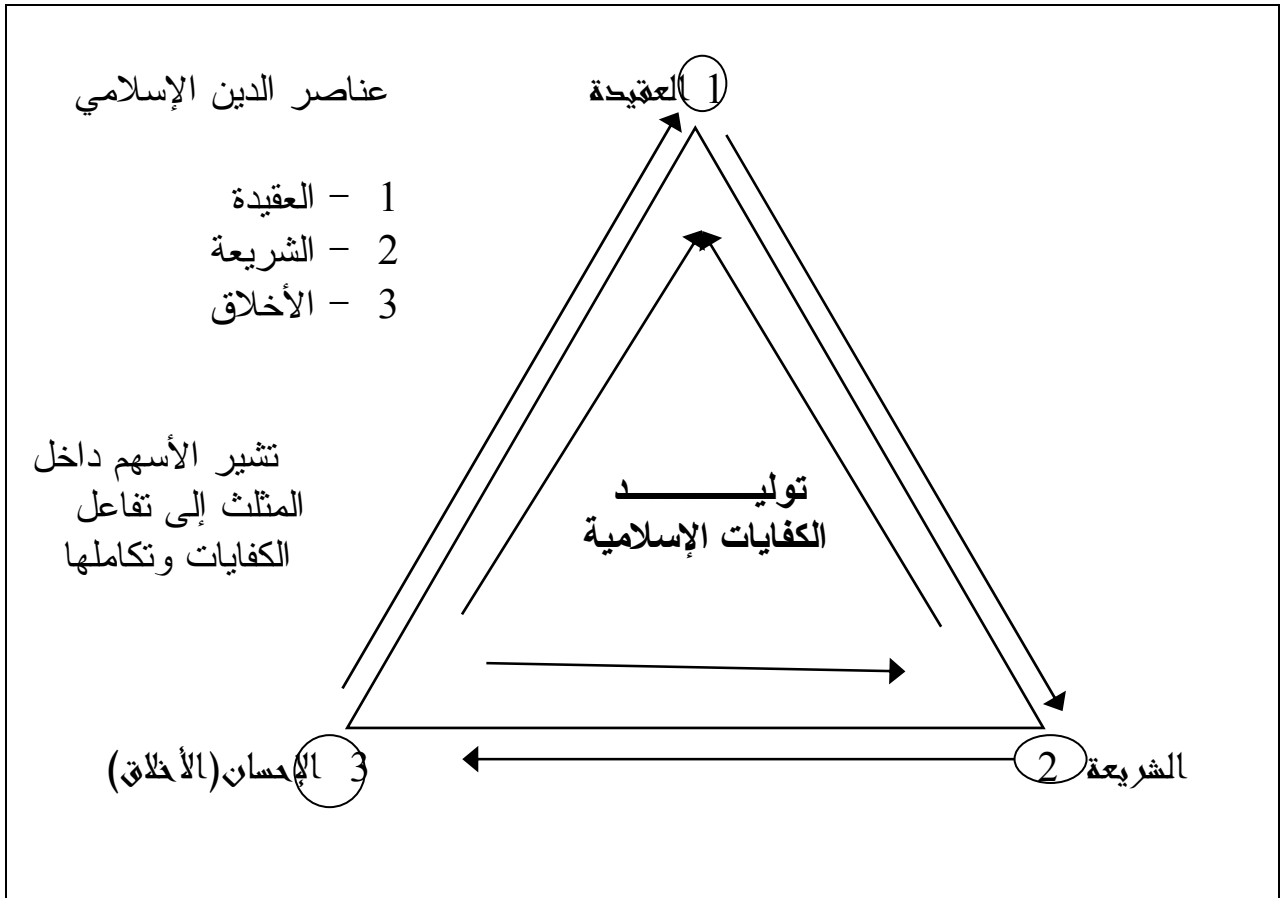 عناصر الدين الإسلامي
1 - العقيدة
2 - الشريعة
3 - الأخلاق
تشير الأسهم داخل
المثلث إلى تفاعل
الكفايات وتكاملها
1 العقيدة
توليــــــــــد
الكفايات الإسلامية
الشريعة 2
3 الإحسان(الأخلاق)